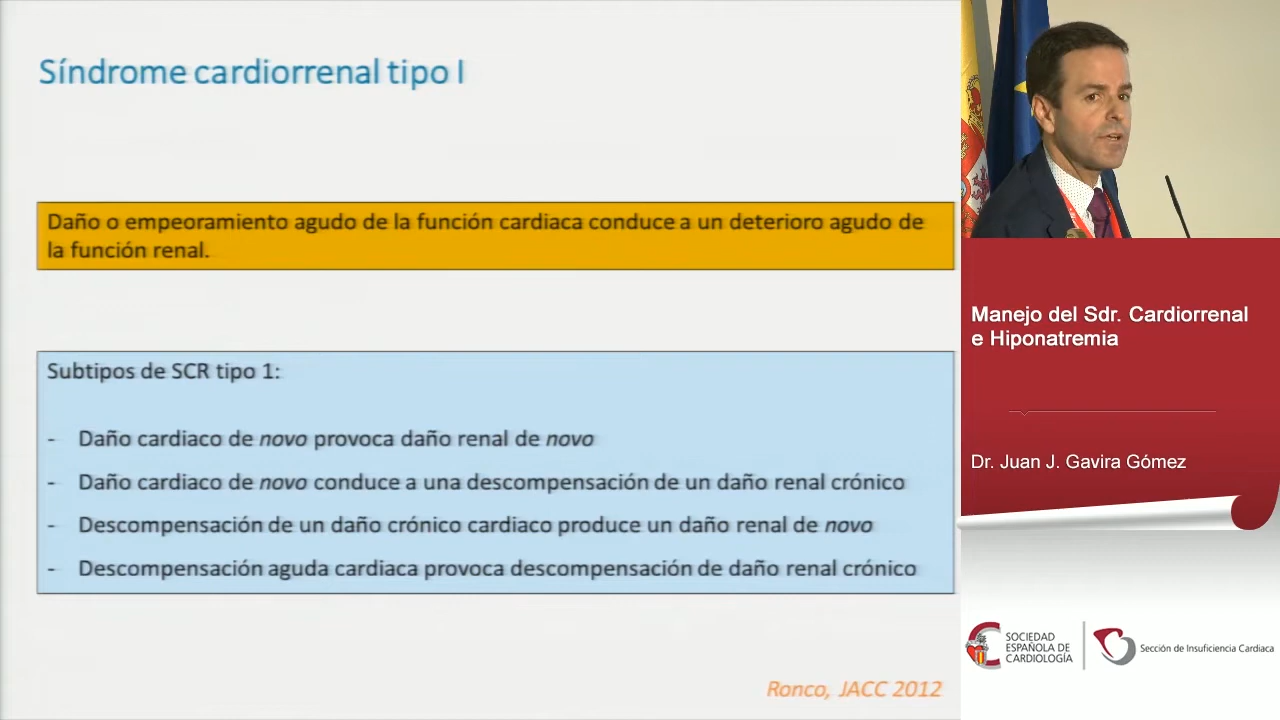 Síndrome cardiorrenal tipo I
Daño o empeoramiento agudo de la función cardiaca conduce a un deterioro agudo de
la función renal.
Subtipos de SCR tipo 1:
- Daño cardiaco de novo provoca daño renal de novo
- Daño cardiaco de novo conduce a una descompensación de un daño renal crónico
- Descompensación de un daño crónico cardiaco produce un daño renal de novo
- Descompensación aguda cardiaca provoca descompensación de daño renal crónico
Ronco, JACC 2012
Manejo del Sdr. Cardiorrenal
e Hiponatremia
Dr. Juan J. Gavira Gómez
SOCIEDAD
ESPAÑOLA DE
CARDIOLOGÍA
Sección de Insuficiencia Cardiaca